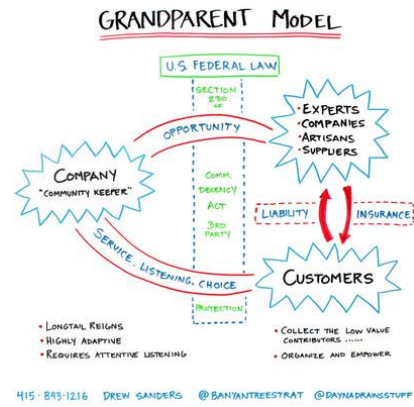 GRANDPARENT MODEL
U.S. FEDERAL LAW
SECTION
230
OF
COMM.
DECENCY
ACT
3RD
PARTY
PROTECTION
OPPORTUNITY
• EXPERTS
• COMPANIES
• ARTISANS
• SUPPLIERS
COMPANY
"COMMUNITY KEEPER"
LIABILITY
INSURANCE
SERVICE, LISTENING, CHOICE
CUSTOMERS
• LONGTAIL REIGNS
• HIGHLY ADAPTIVE
• REQUIRES ATTENTIVE LISTENING
• COLLECT THE LOW VALUE
CONTRIBUTORS ......
• ORGANIZE AND EMPOWER
415·893-1216 DREW SANDERS @BANYANTREESTRAT @DAYNADRAWSSTUFF